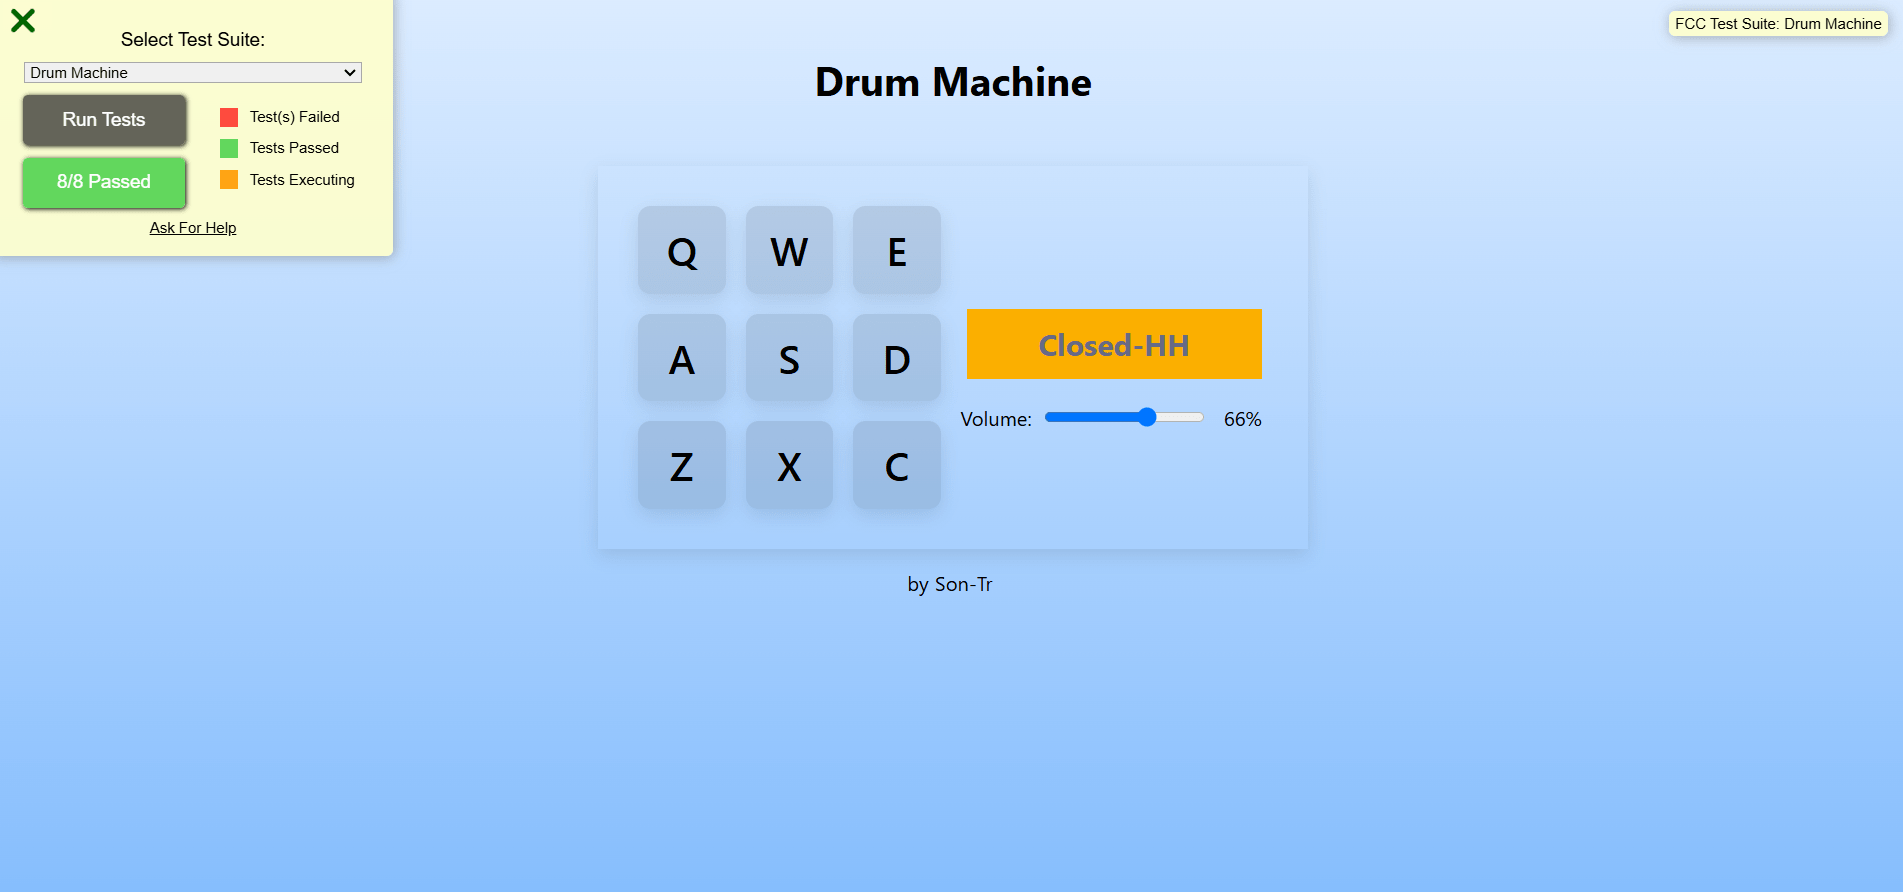 Select Test Suite:
Drum Machine
Run Tests
8/8 Passed
Test(s) Failed
Tests Passed
Tests Executing
Ask For Help
FCC Test Suite: Drum Machine
Drum Machine
Q W E
A S D
Z X C
Closed-HH
Volume: 66%
by Son-Tr